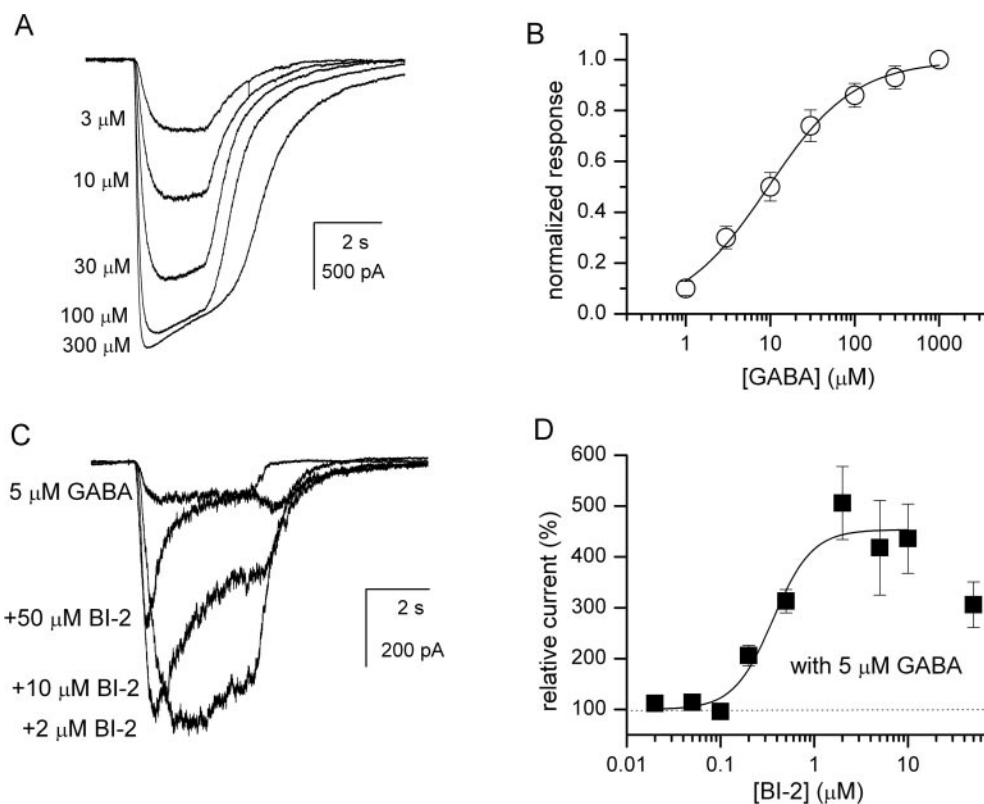 A
3 μM
10 μM
30 μM
100 μM
300 μM
2 s
500 pA
B
normalized response
1.0
0.8
0.6
0.4
0.2
0.0
1
10
100
1000
[GABA] (μM)
C
5 μM GABA
+50 μM BI-2
+10 μM BI-2
+2 μM BI-2
2 s
200 pA
D
relative current (%)
600
500
400
300
200
100
with 5 μM GABA
0.01
0.1
1
10
[BI-2] (μM)